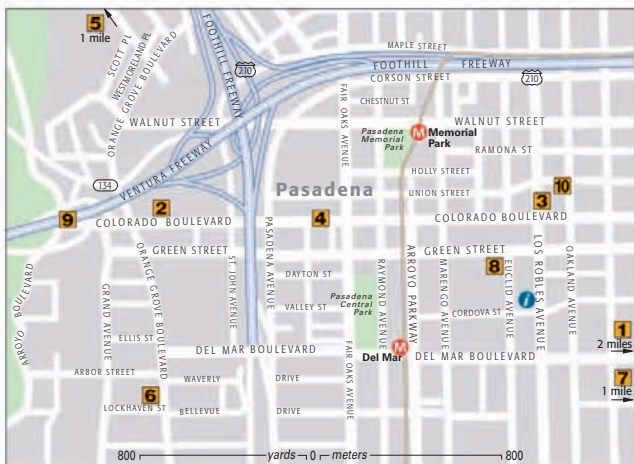 5
1 mile
SCOTT PL
WESTMORELAND PL
ORANGE GROVE BOULEVARD
FOOTHILL FREEWAY
210
MAPLE STREET
FOOTHILL FREEWAY
CORSON STREET
210
CHESTNUT ST
FAIR OAKS AVENUE
WALNUT STREET
WALNUT STREET
Pasadena
Memorial
Park
M Memorial
Park
RAMONA ST
HOLLY STREET
VENTURA FREEWAY
134
Pasadena
UNION STREET
10
3
2
4
9
COLORADO BOULEVARD
COLORADO BOULEVARD
ORANGE GROVE BOULEVARD
GREEN STREET
GREEN STREET
ST. JOHN AVENUE
PASADENA AVENUE
DAYTON ST
8
ARROYO BOULEVARD
GRAND AVENUE
Pasadena
Central
Park
RAYMOND AVENUE
ARROYO PARKWAY
MARENGO AVENUE
EUCLID AVENUE
LOS ROBLES AVENUE
OAKLAND AVENUE
i
VALLEY ST
CORDOVA ST
1
2 miles
ELLIS ST
DEL MAR BOULEVARD
Del Mar
M
DEL MAR BOULEVARD
FAIR OAKS AVENUE
ARBOR STREET
WAVERLY DRIVE
7
1 mile
6
LOCKHAVEN ST
BELLEVUE DRIVE
800 yards 0 meters 800